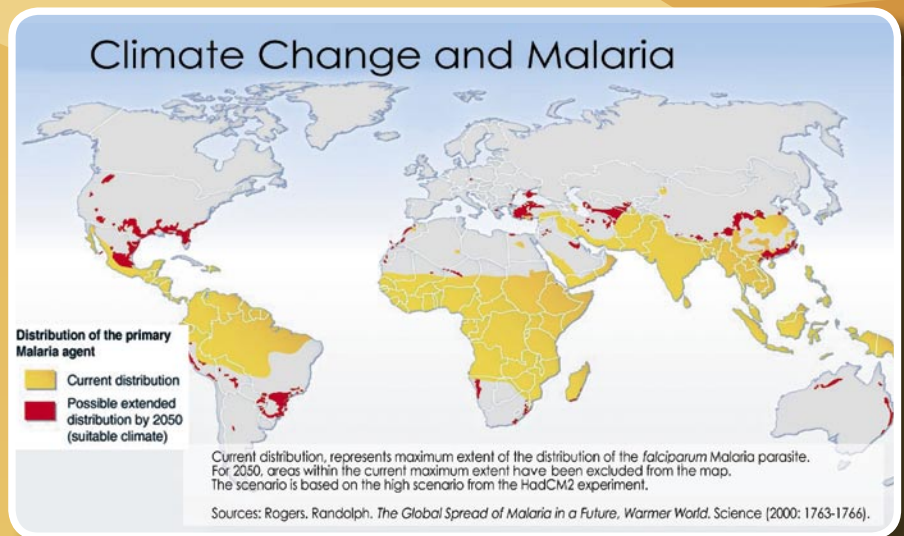 Climate Change and Malaria
Distribution of the primary
Malaria agent
Current distribution
Possible extended
distribution by 2050
(suitable climate)
Current distribution, represents maximum extent of the distribution of the falciparum Malaria parasite.
For 2050, areas within the current maximum extent have been excluded from the map.
The scenario is based on the high scenario from the HadCM2 experiment.
Sources: Rogers. Randolph. The Global Spread of Malaria in a Future, Warmer World. Science (2000: 1763-1766).